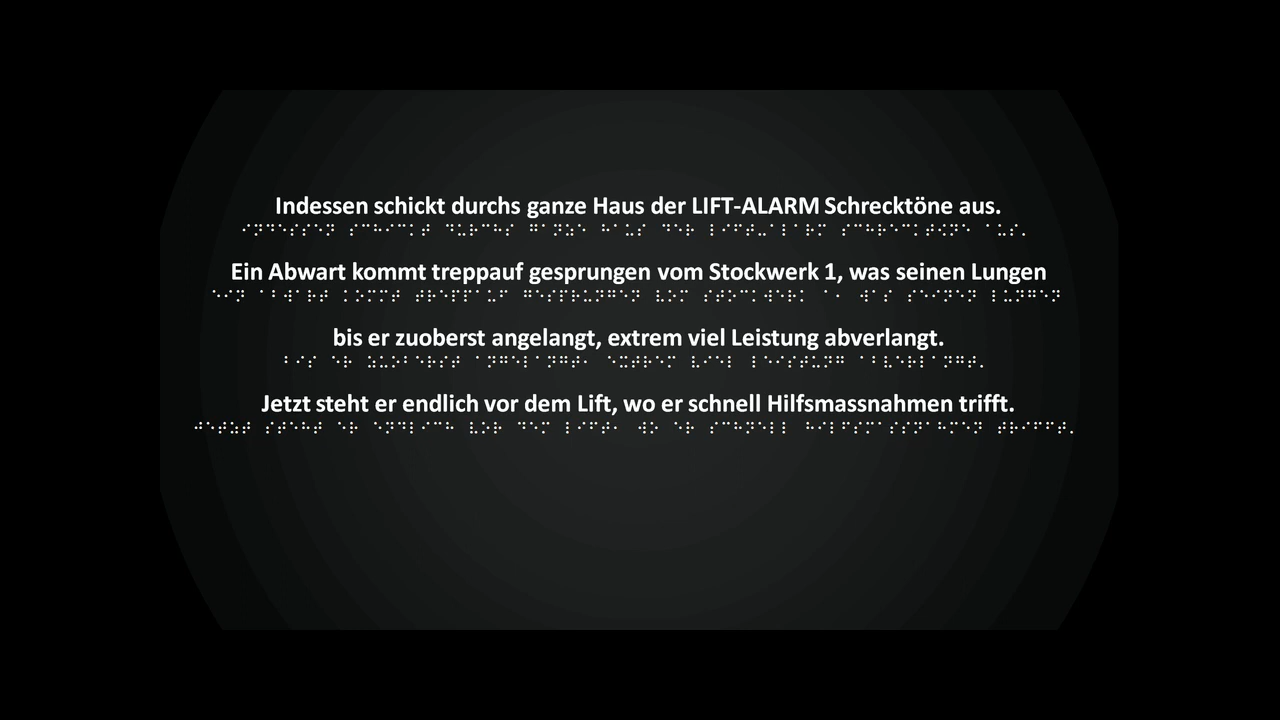 Indessen schickt durchs ganze Haus der LIFT-ALARM Schrecktöne aus.
⠊⠝⠙⠑⠎⠎⠑⠝ ⠎⠉⠓⠊⠉⠅⠞ ⠙⠥⠗⠉⠓⠎ ⠛⠁⠝⠵⠑ ⠓⠁⠥⠎ ⠙⠑⠗ ⠇⠊⠋⠞⠤⠁⠇⠁⠗⠍ ⠎⠉⠓⠗⠑⠉⠅⠞⠪⠝⠑ ⠁⠥⠎⠄
Ein Abwart kommt treppauf gesprungen vom Stockwerk 1, was seinen Lungen
⠑⠊⠝ ⠁⠃⠺⠁⠗⠞ ⠅⠕⠍⠍⠞ ⠞⠗⠑⠏⠏⠁⠥⠋ ⠛⠑⠎⠏⠗⠥⠝⠛⠑⠝ ⠧⠕⠍ ⠎⠞⠕⠉⠅⠺⠑⠗⠅ ⠁⠂ ⠺⠁⠎ ⠎⠑⠊⠝⠑⠝ ⠇⠥⠝⠛⠑⠝
bis er zuoberst angelangt, extrem viel Leistung abverlangt.
⠃⠊⠎ ⠑⠗ ⠵⠥⠕⠃⠑⠗⠎⠞ ⠁⠝⠛⠑⠇⠁⠝⠛⠞⠂ ⠑⠭⠞⠗⠑⠍ ⠧⠊⠑⠇ ⠇⠑⠊⠎⠞⠥⠝⠛ ⠁⠃⠧⠑⠗⠇⠁⠝⠛⠞⠄
Jetzt steht er endlich vor dem Lift, wo er schnell Hilfsmassnahmen trifft.
⠚⠑⠞⠵⠞ ⠎⠞⠑⠓⠞ ⠑⠗ ⠑⠝⠙⠇⠊⠉⠓ ⠧⠕⠗ ⠙⠑⠍ ⠇⠊⠋⠞⠂ ⠺⠕ ⠑⠗ ⠎⠉⠓⠝⠑⠇⠇ ⠓⠊⠇⠋⠎⠍⠁⠎⠎⠝⠁⠓⠍⠑⠝ ⠞⠗⠊⠋⠋⠞⠄